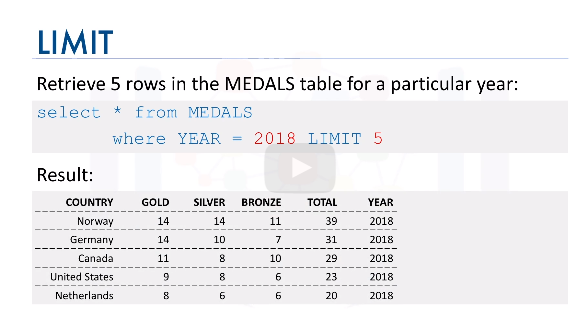 LIMIT
Retrieve 5 rows in the MEDALS table for a particular year:
select * from MEDALS
where YEAR = 2018 LIMIT 5
Result:
COUNTRY GOLD SILVER BRONZE TOTAL YEAR
Norway 14 14 11 39 2018
Germany 14 10 7 31 2018
Canada 11 8 10 29 2018
United States 9 8 6 23 2018
Netherlands 8 6 6 20 2018